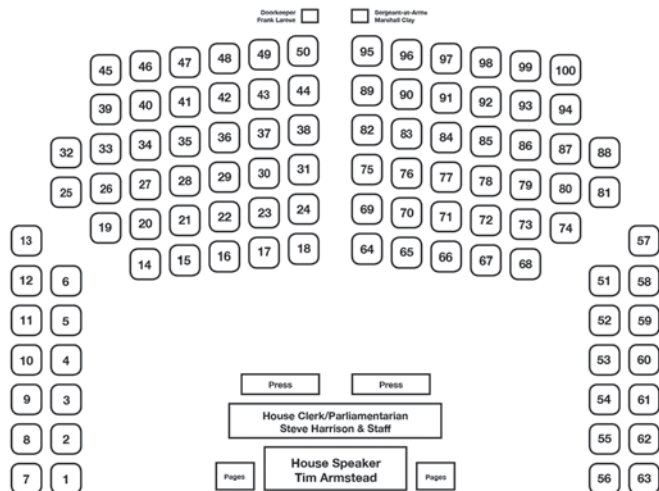 Doorkeeper
Frank Larese
Sergeant-at-Arms
Marshall Clay
45 46 47 48 49 50 95 96 97 98 99 100
39 40 41 42 43 44 89 90 91 92 93 94
32 33 34 35 36 37 38 82 83 84 85 86 87 88
25 26 27 28 29 30 31 75 76 77 78 79 80 81
19 20 21 22 23 24 69 70 71 72 73 74
13 14 15 16 17 18 64 65 66 67 68 57
12 6 51 58
11 5 52 59
10 4 53 60
9 3 54 61
8 2 55 62
7 1 56 63
Press Press
House Clerk/Parliamentarian
Steve Harrison & Staff
House Speaker
Tim Armstead
Pages Pages